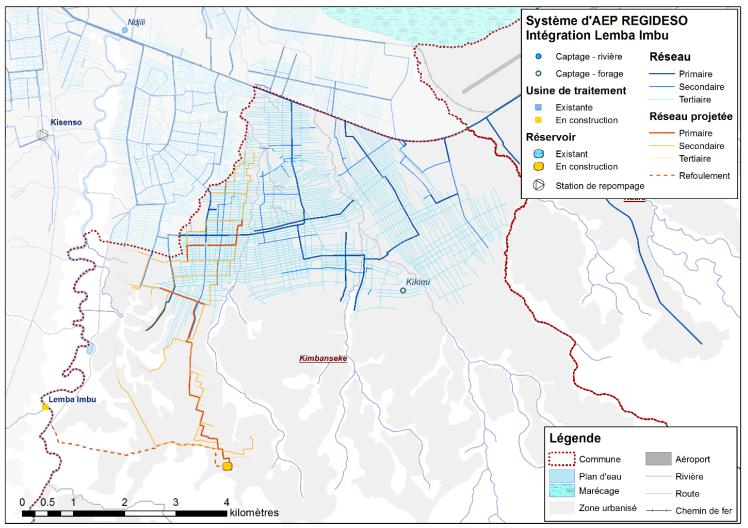 Système d'AEP REGIDESO
Intégration Lemba Imbu
Captage - rivière
Captage - forage
Usine de traitement
Existante
En construction
Réservoir
Existant
En construction
Station de repompage
Réseau
Primaire
Secondaire
Tertiaire
Réseau projetée
Primaire
Secondaire
Tertiaire
Refoulement
Ndjili
Kisenso
Kikimi
Kimbanseke
Lemba Imbu
0 0.5 1 2 3 4
kilomètres
Légende
Commune
Plan d'eau
Marécage
Zone urbanisé
Aéroport
Rivière
Route
Chemin de fer